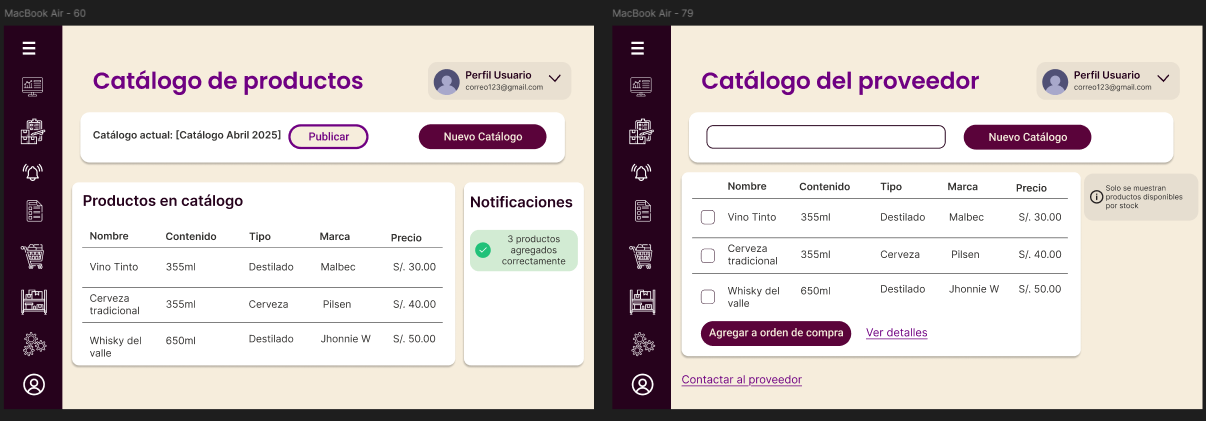 MacBook Air - 60
Catálogo de productos
Perfil Usuario
correo123@gmail.com
Catálogo actual: [Catálogo Abril 2025]
Publicar
Nuevo Catálogo
Productos en catálogo
Nombre Contenido Tipo Marca Precio
Vino Tinto 355ml Destilado Malbec S/. 30.00
Cerveza
tradicional 355ml Cerveza Pilsen S/. 40.00
Whisky del
valle 650ml Destilado Jhonnie W S/. 50.00
Notificaciones
3 productos
agregados
correctamente
MacBook Air - 79
Catálogo del proveedor
Perfil Usuario
correo123@gmail.com
Nuevo Catálogo
Nombre Contenido Tipo Marca Precio
Vino Tinto 355ml Destilado Malbec S/. 30.00
Cerveza
tradicional 355ml Cerveza Pilsen S/. 40.00
Whisky del
valle 650ml Destilado Jhonnie W S/. 50.00
Agregar a orden de compra
Ver detalles
Solo se muestran
productos disponibles
por stock
Contactar al proveedor